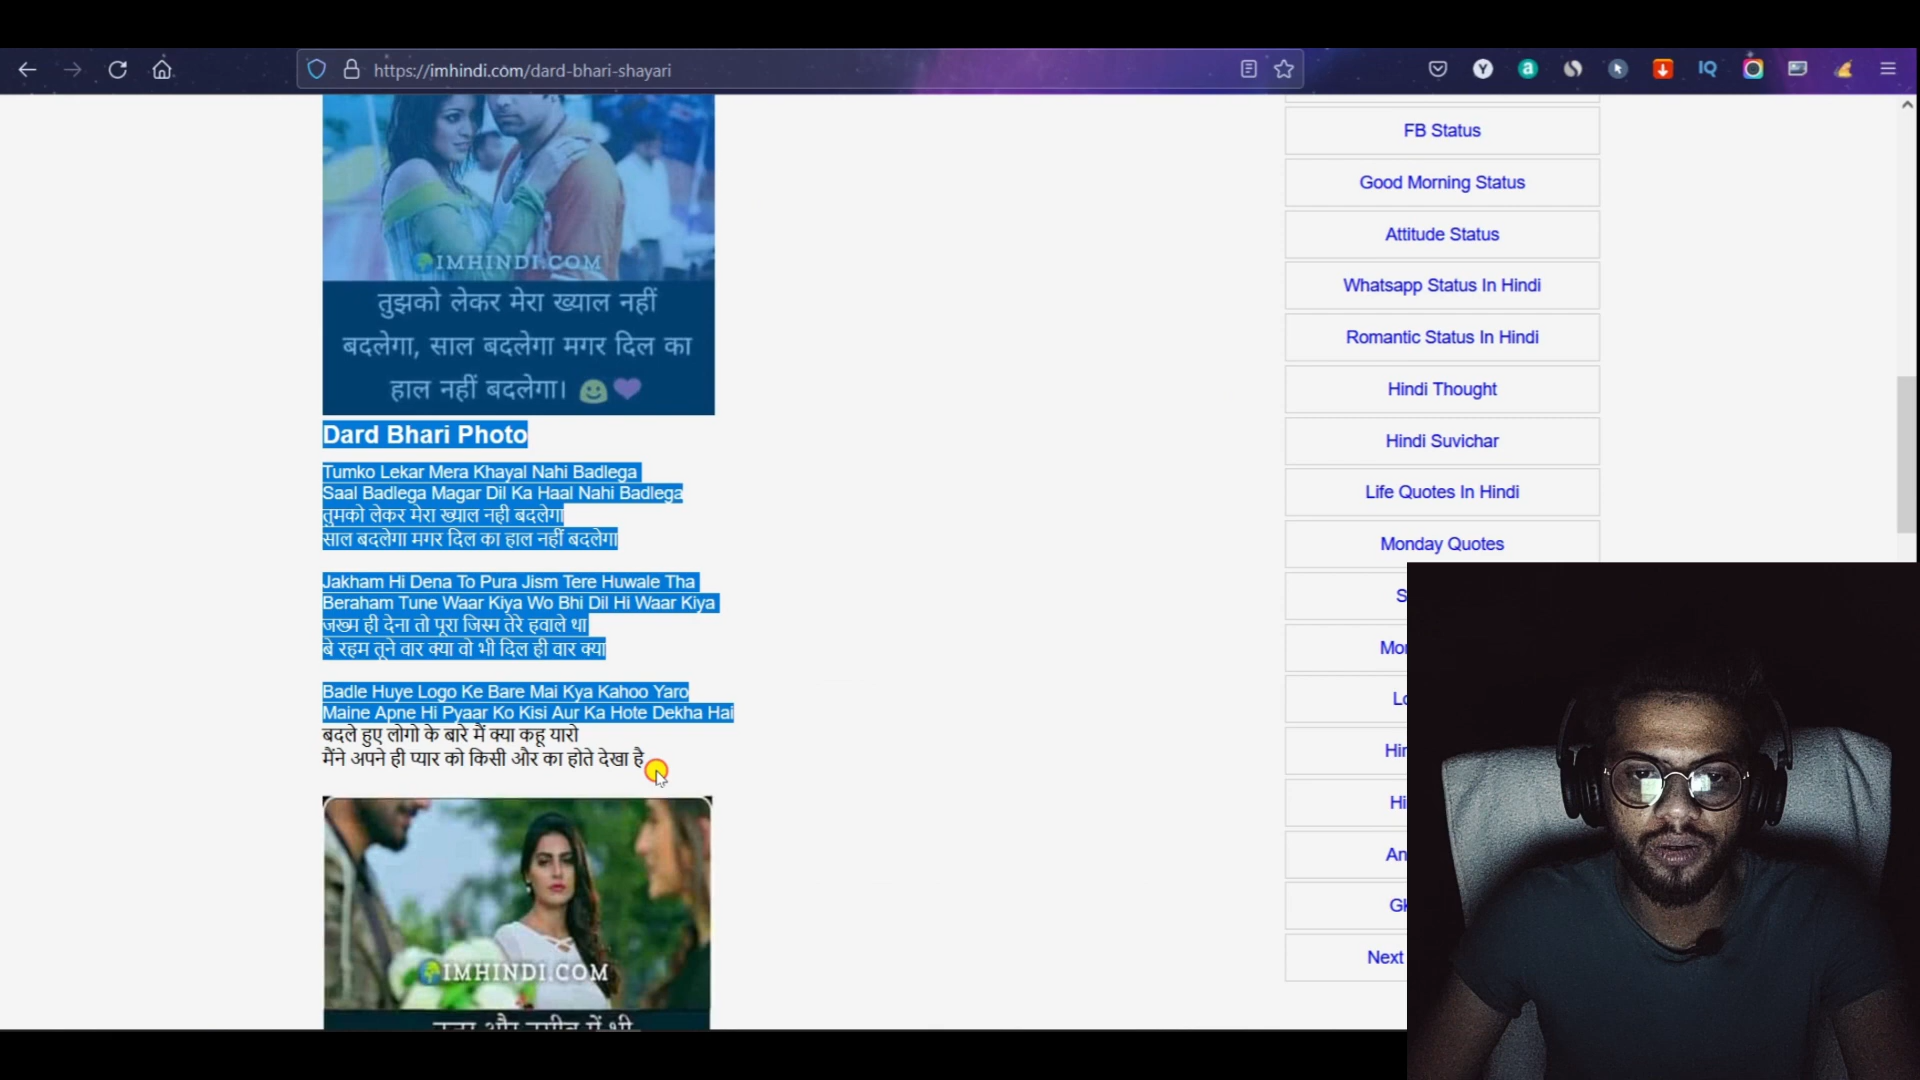 https://imhindi.com/dard-bhari-shayari
IQ
IMHINDI.COM
तुझको लेकर मेरा ख्याल नहीं
बदलेगा, साल बदलेगा मगर दिल का
हाल नहीं बदलेगा।
Dard Bhari Photo
Tumko Lekar Mera Khayal Nahi Badlega
Saal Badlega Magar Dil Ka Haal Nahi Badlega
तुमको लेकर मेरा ख्याल नही बदलेगा
साल बदलेगा मगर दिल का हाल नहीं बदलेगा
Jakham Hi Dena To Pura Jism Tere Huwale Tha
Beraham Tune Waar Kiya Wo Bhi Dil Hi Waar Kiya
जख्म ही देना तो पूरा जिस्म तेरे हवाले था
बे रहम तूने वार क्या वो भी दिल ही वार क्या
Badle Huye Logo Ke Bare Mai Kya Kahoo Yaro
Maine Apne Hi Pyaar Ko Kisi Aur Ka Hote Dekha Hai
बदले हुए लोगो के बारे मैं क्या कहू यारो
मैंने अपने ही प्यार को किसी और का होते देखा है
IMHINDI.COM
FB Status
Good Morning Status
Attitude Status
Whatsapp Status In Hindi
Romantic Status In Hindi
Hindi Thought
Hindi Suvichar
Life Quotes In Hindi
Monday Quotes
Next